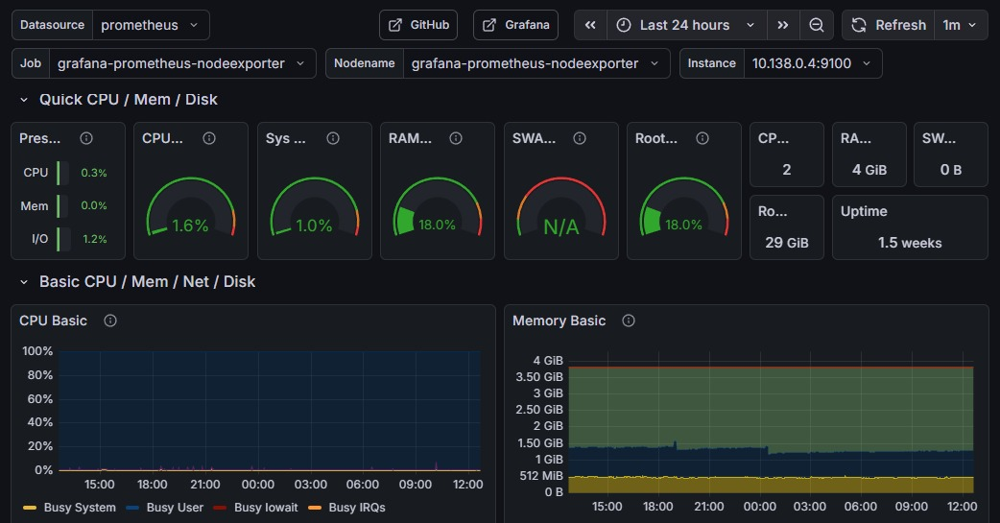 Datasource prometheus GitHub Grafana Last 24 hours Refresh 1m
Job grafana-prometheus-nodeexporter Nodename grafana-prometheus-nodeexporter Instance 10.138.0.4:9100
Quick CPU / Mem / Disk
Pres... CPU... Sys ... RAM... SWA... Root... CP... RA... SW...
CPU 0.3%
2 4 GiB 0 B
Mem 0.0%
Ro... Uptime
1.6% 1.0% 18.0% N/A 18.0%
I/O 1.2%
29 GiB 1.5 weeks
Basic CPU / Mem / Net / Disk
CPU Basic
100%
80%
60%
40%
20%
0%
15:00 18:00 21:00 00:00 03:00 06:00 09:00 12:00
Busy System Busy User Busy Iowait Busy IRQs
Memory Basic
4 GiB
3.50 GiB
3 GiB
2.50 GiB
2 GiB
1.50 GiB
1 GiB
512 MiB
0 B
15:00 18:00 21:00 00:00 03:00 06:00 09:00 12:00